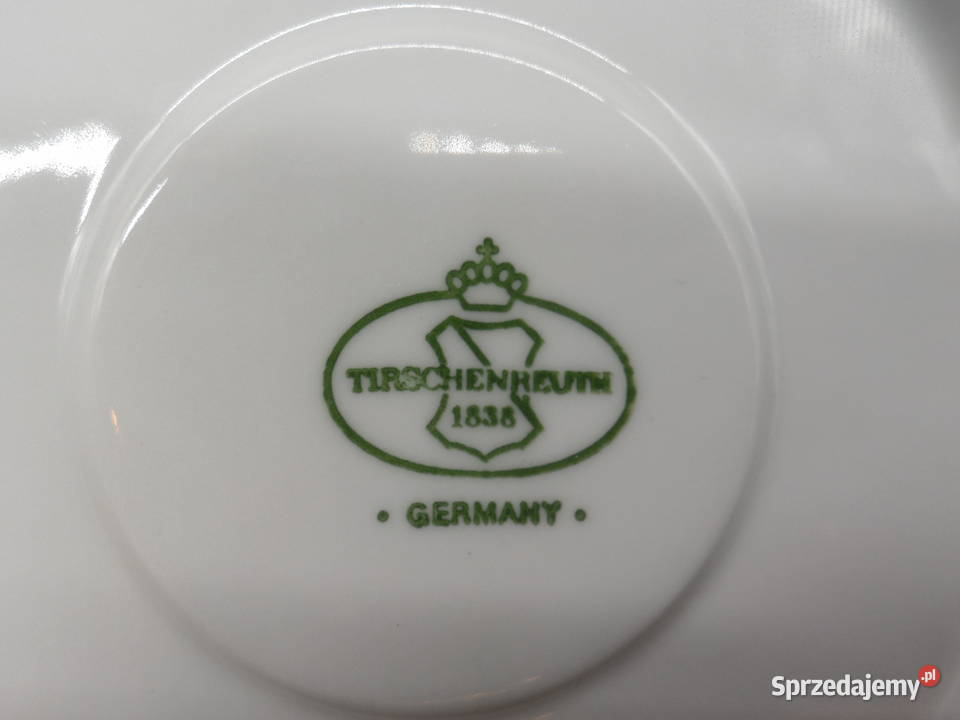 TIRSCHENREUTH
1838
• GERMANY •
Sprzedajemy.pl